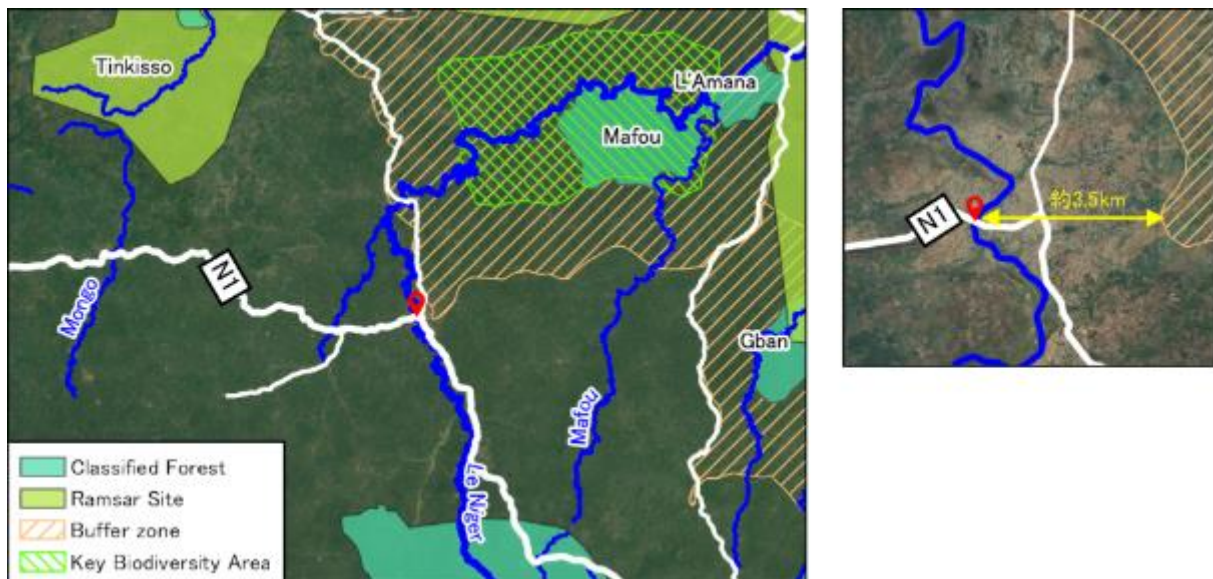 Tinkisso
L'Amana
Mafou
N1
Mongo
Gban
Mafou
Le Niger
Classified Forest
Ramsar Site
Buffer zone
Key Biodiversity Area
N1
約3.5km